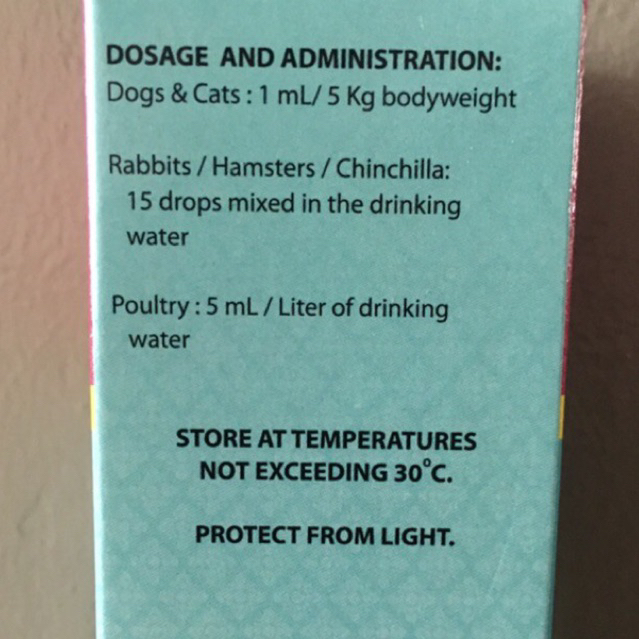 DOSAGE AND ADMINISTRATION:
Dogs & Cats : 1 mL/ 5 Kg bodyweight
Rabbits / Hamsters / Chinchilla:
15 drops mixed in the drinking
water
Poultry : 5 mL / Liter of drinking
water
STORE AT TEMPERATURES
NOT EXCEEDING 30°C.
PROTECT FROM LIGHT.